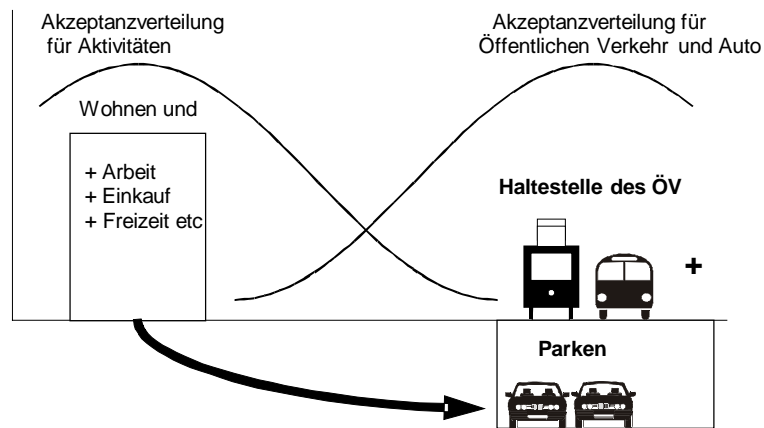 Akzeptanzverteilung
für Aktivitäten
Akzeptanzverteilung für
Öffentlichen Verkehr und Auto
Wohnen und
+ Arbeit
+ Einkauf
+ Freizeit etc
Haltestelle des ÖV
+
Parken